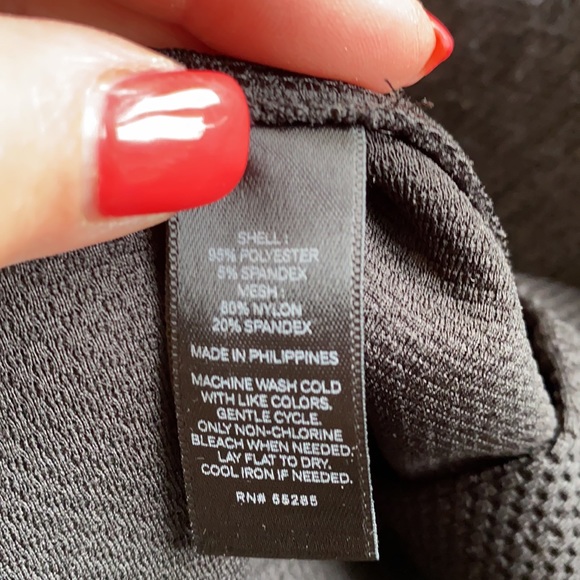 SHELL:
95% POLYESTER
5% SPANDEX
MESH:
80% NYLON
20% SPANDEX
MADE IN PHILIPPINES
MACHINE WASH COLD
WITH LIKE COLORS.
GENTLE CYCLE.
ONLY NON-CHLORINE
BLEACH WHEN NEEDED.
LAY FLAT TO DRY.
COOL IRON IF NEEDED.
RN# 65285